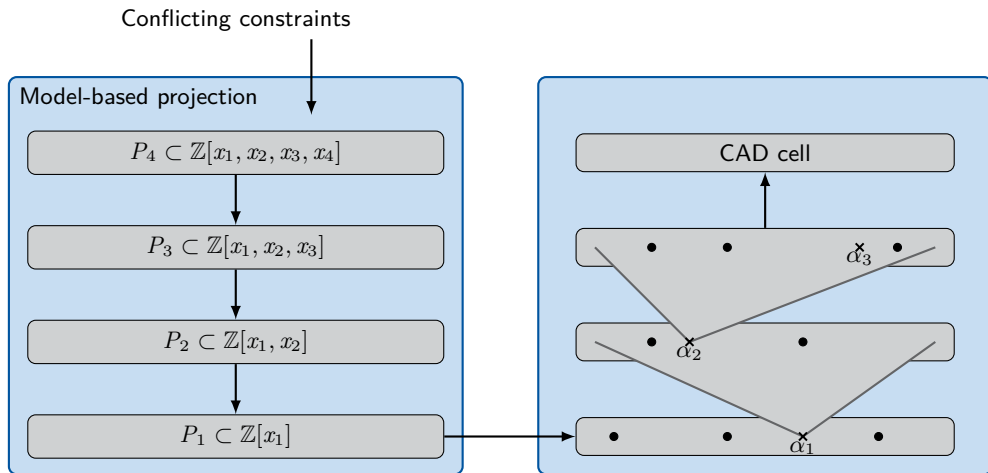 Conflicting constraints
Model-based projection
P₄ ⊂ ℤ[x₁, x₂, x₃, x₄]
P₃ ⊂ ℤ[x₁, x₂, x₃]
P₂ ⊂ ℤ[x₁, x₂]
P₁ ⊂ ℤ[x₁]
CAD cell
α₃
α₂
α₁